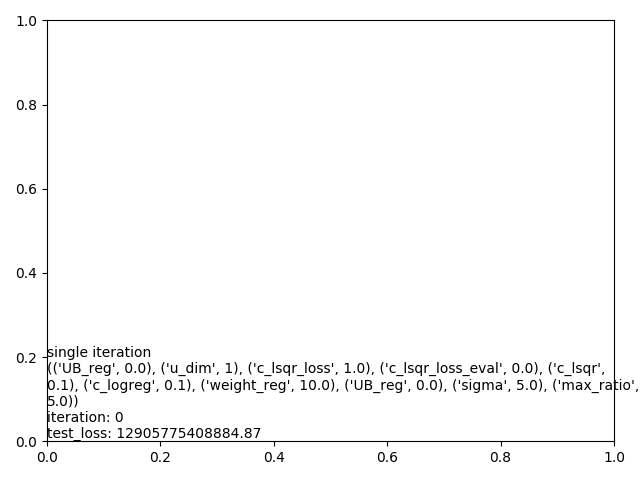 1.0
0.8
0.6
0.4
0.2
0.0
single iteration
(('UB_reg', 0.0), ('u_dim', 1), ('c_lsqr_loss', 1.0), ('c_lsqr_loss_eval', 0.0), ('c_lsqr',
0.1), ('c_logreg', 0.1), ('weight_reg', 10.0), ('UB_reg', 0.0), ('sigma', 5.0), ('max_ratio',
5.0))
iteration: 0
test_loss: 12905775408884.87
0.0 0.2 0.4 0.6 0.8 1.0